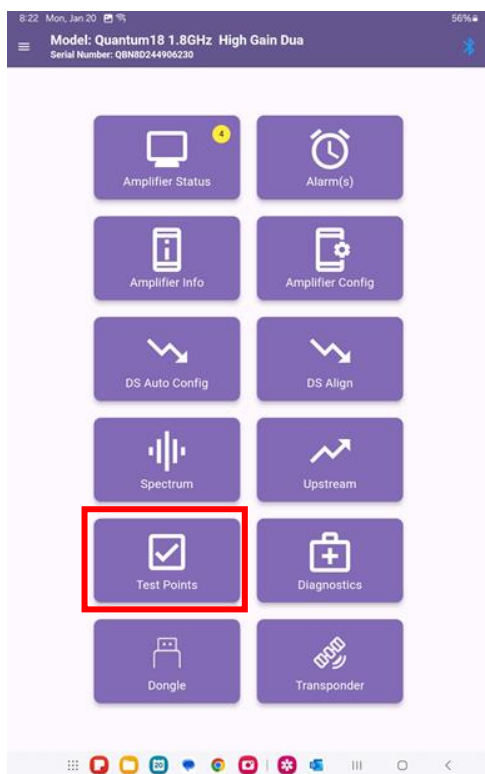 8:22 Mon, Jan 20
56%
Model: Quantum18 1.8GHz High Gain Dua
Serial Number: QBN8D244906230
4
Amplifier Status
Alarm(s)
Amplifier Info
Amplifier Config
DS Auto Config
DS Align
Spectrum
Upstream
Test Points
Diagnostics
Dongle
Transponder
20